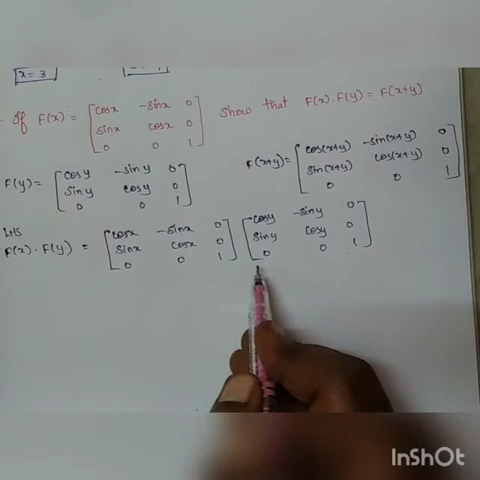 x = 3
If F(x) = [cosx -sinx 0
sinx cosx 0
0 0 1] Show that F(x).F(y) = F(x+y)
F(y) = [cosy -siny 0
siny cosy 0
0 0 1]
F(x+y) = [cos(x+y) -sin(x+y) 0
sin(x+y) cos(x+y) 0
0 0 1]
LHS
F(x).F(y) = [cosx -sinx 0
sinx cosx 0
0 0 1] [cosy -siny 0
siny cosy 0
0 0 1]
InShOt